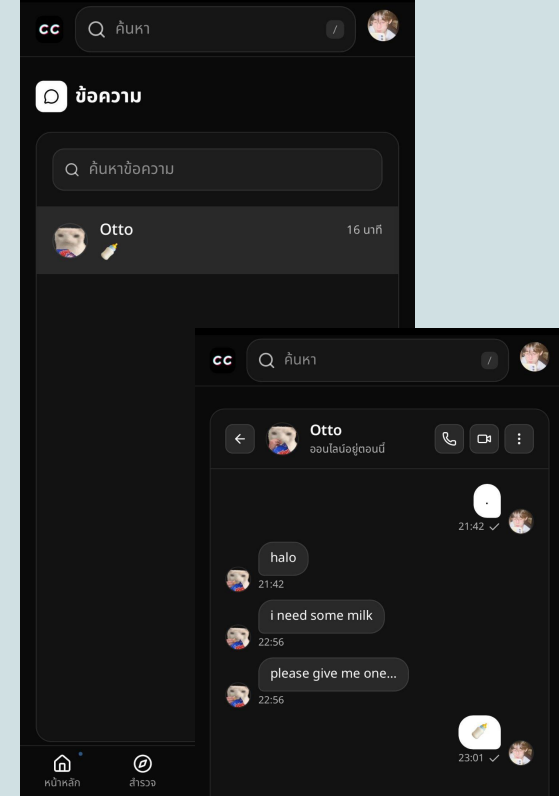 cc
ค้นหา
/
ข้อความ
ค้นหาข้อความ
Otto
16 นาที
🍼
หน้าหลัก
สำรวจ
cc
ค้นหา
/
Otto
ออนไลน์อยู่ตอนนี้
.
21:42
halo
21:42
i need some milk
22:56
please give me one...
22:56
🍼
23:01